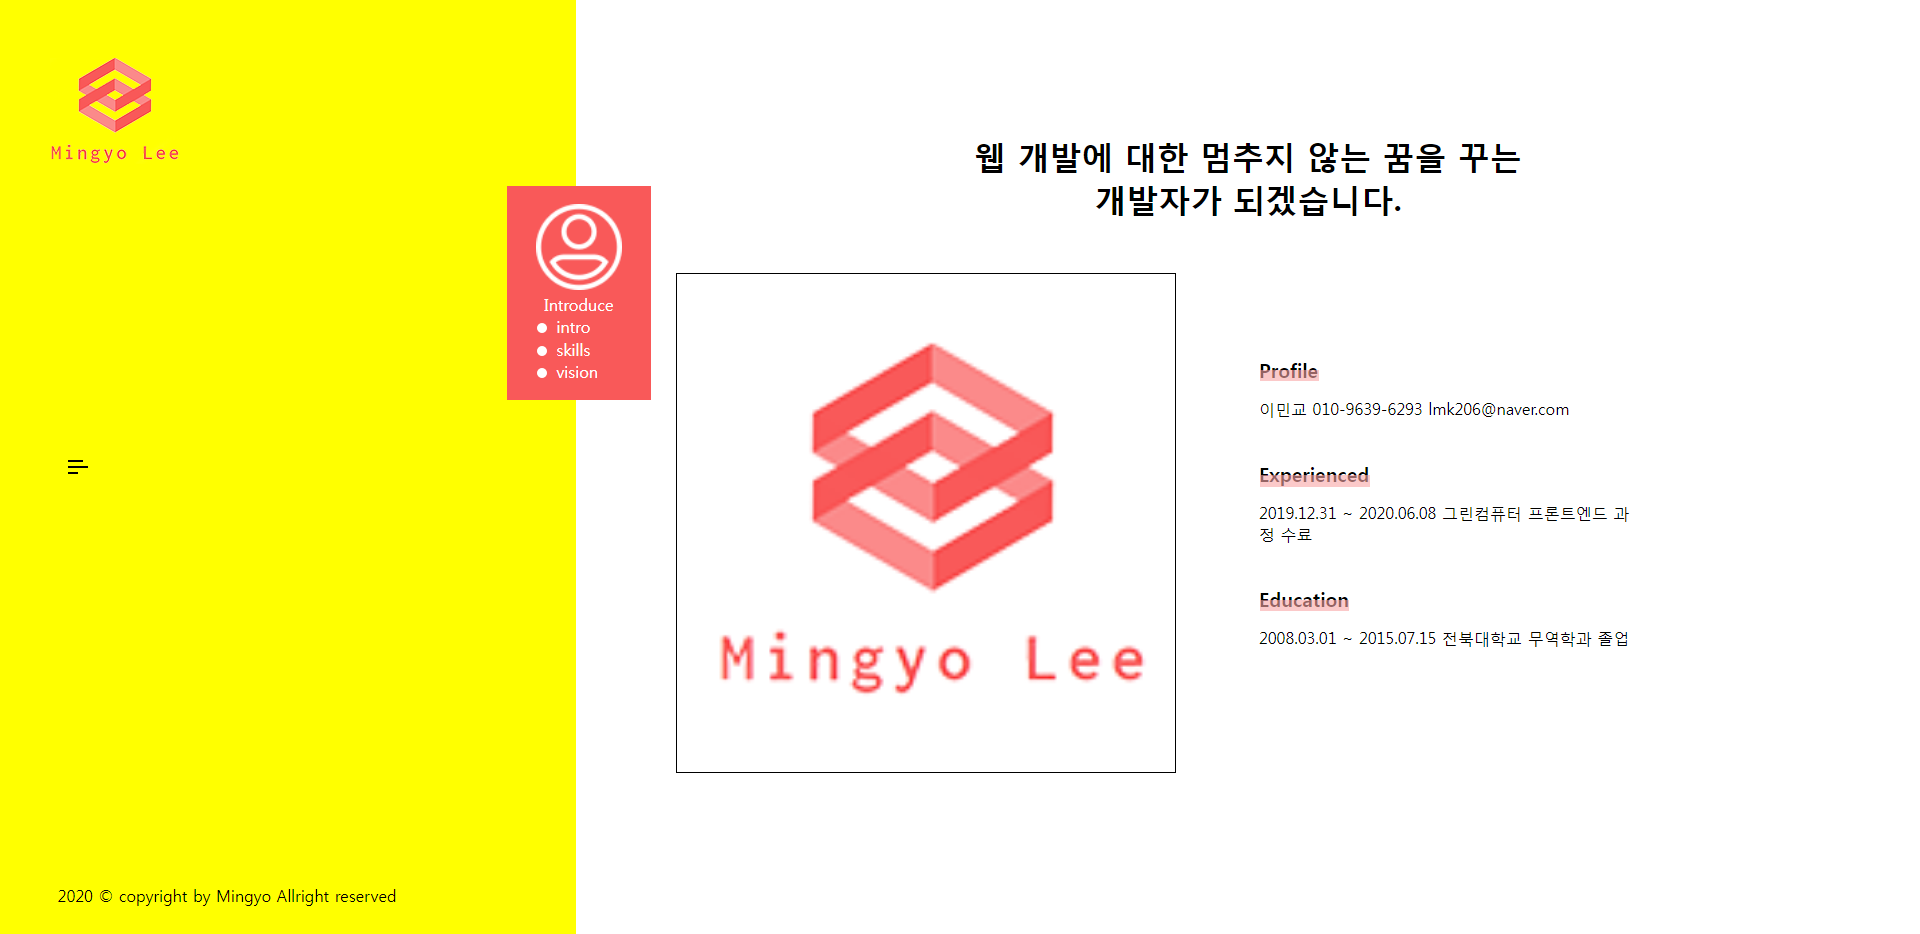 Mingyo Lee
웹 개발에 대한 멈추지 않는 꿈을 꾸는
개발자가 되겠습니다.
Introduce
intro
skills
vision
Mingyo Lee
Profile
이민교 010-9639-6293 lmk206@naver.com
Experienced
2019.12.31 ~ 2020.06.08 그린컴퓨터 프론트엔드 과
정 수료
Education
2008.03.01 ~ 2015.07.15 전북대학교 무역학과 졸업
2020 © copyright by Mingyo Allright reserved